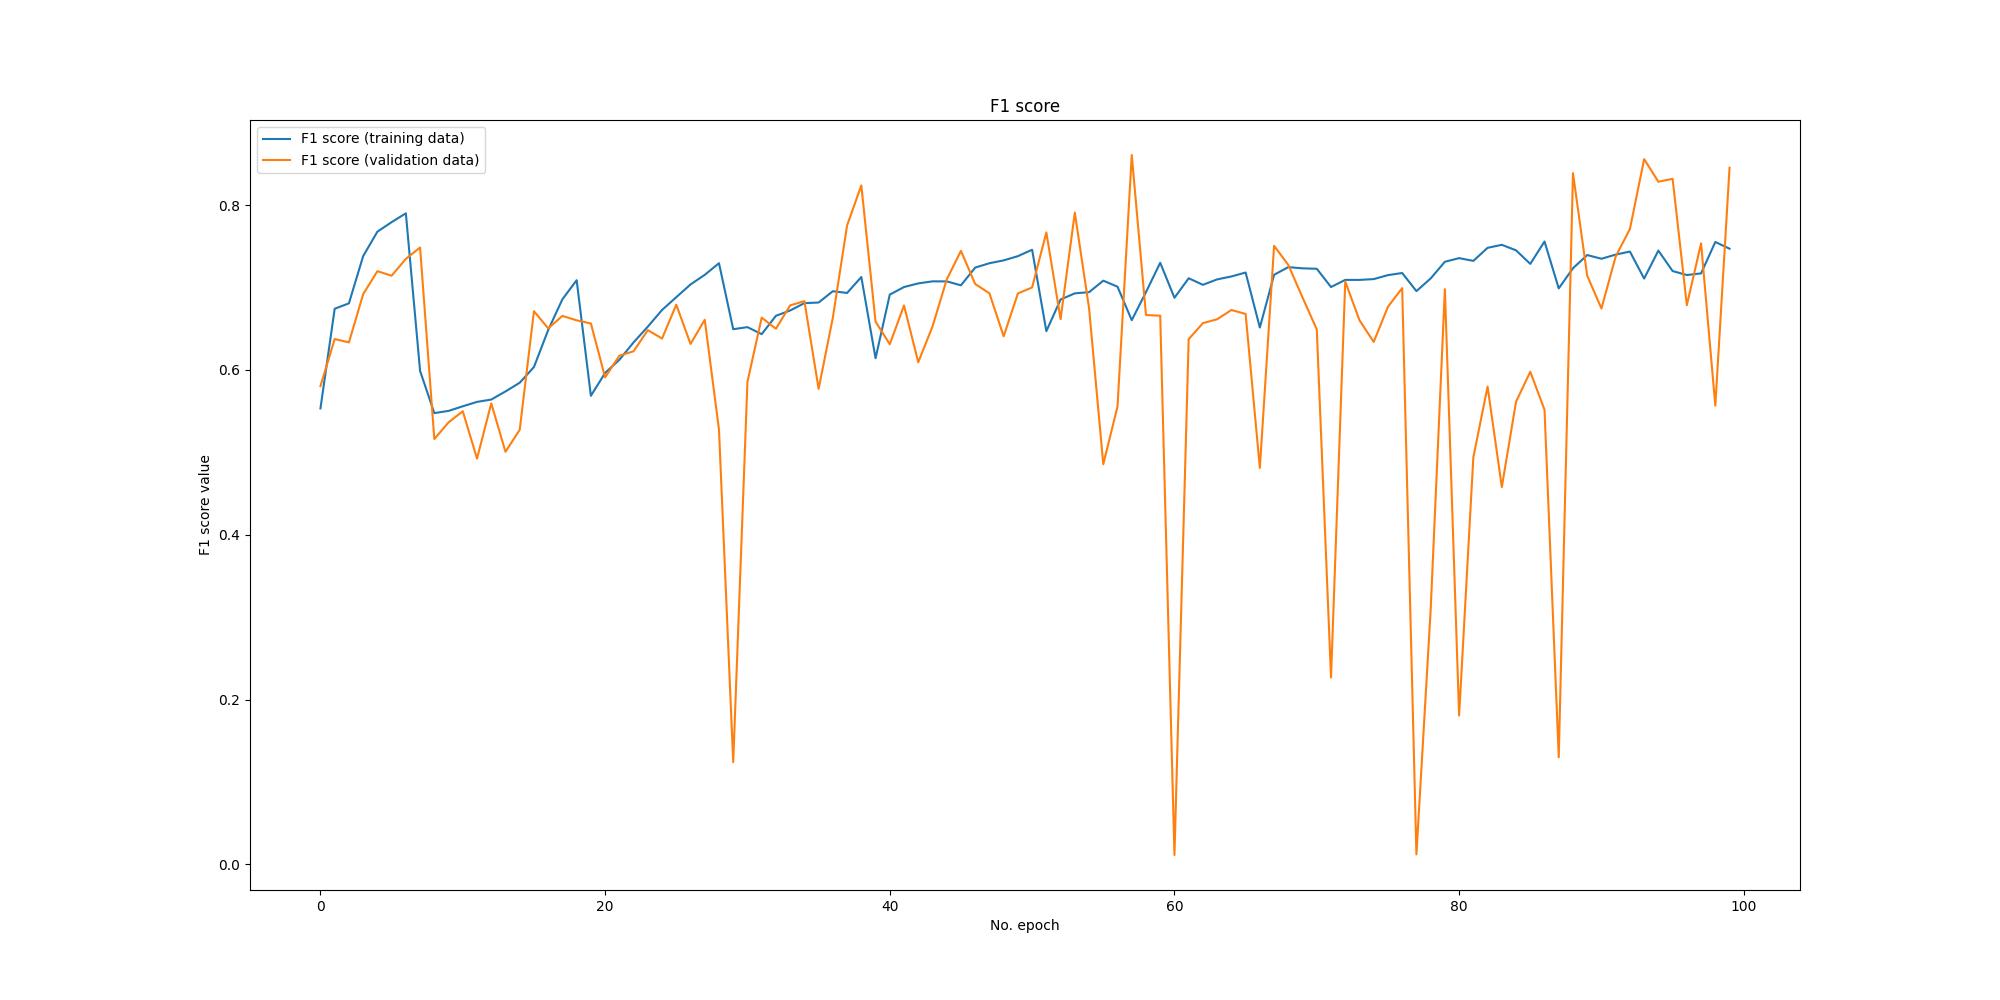 F1 score
F1 score (training data)
F1 score (validation data)
F1 score value
0.8
0.6
0.4
0.2
0.0
0 20 40 60 80 100
No. epoch